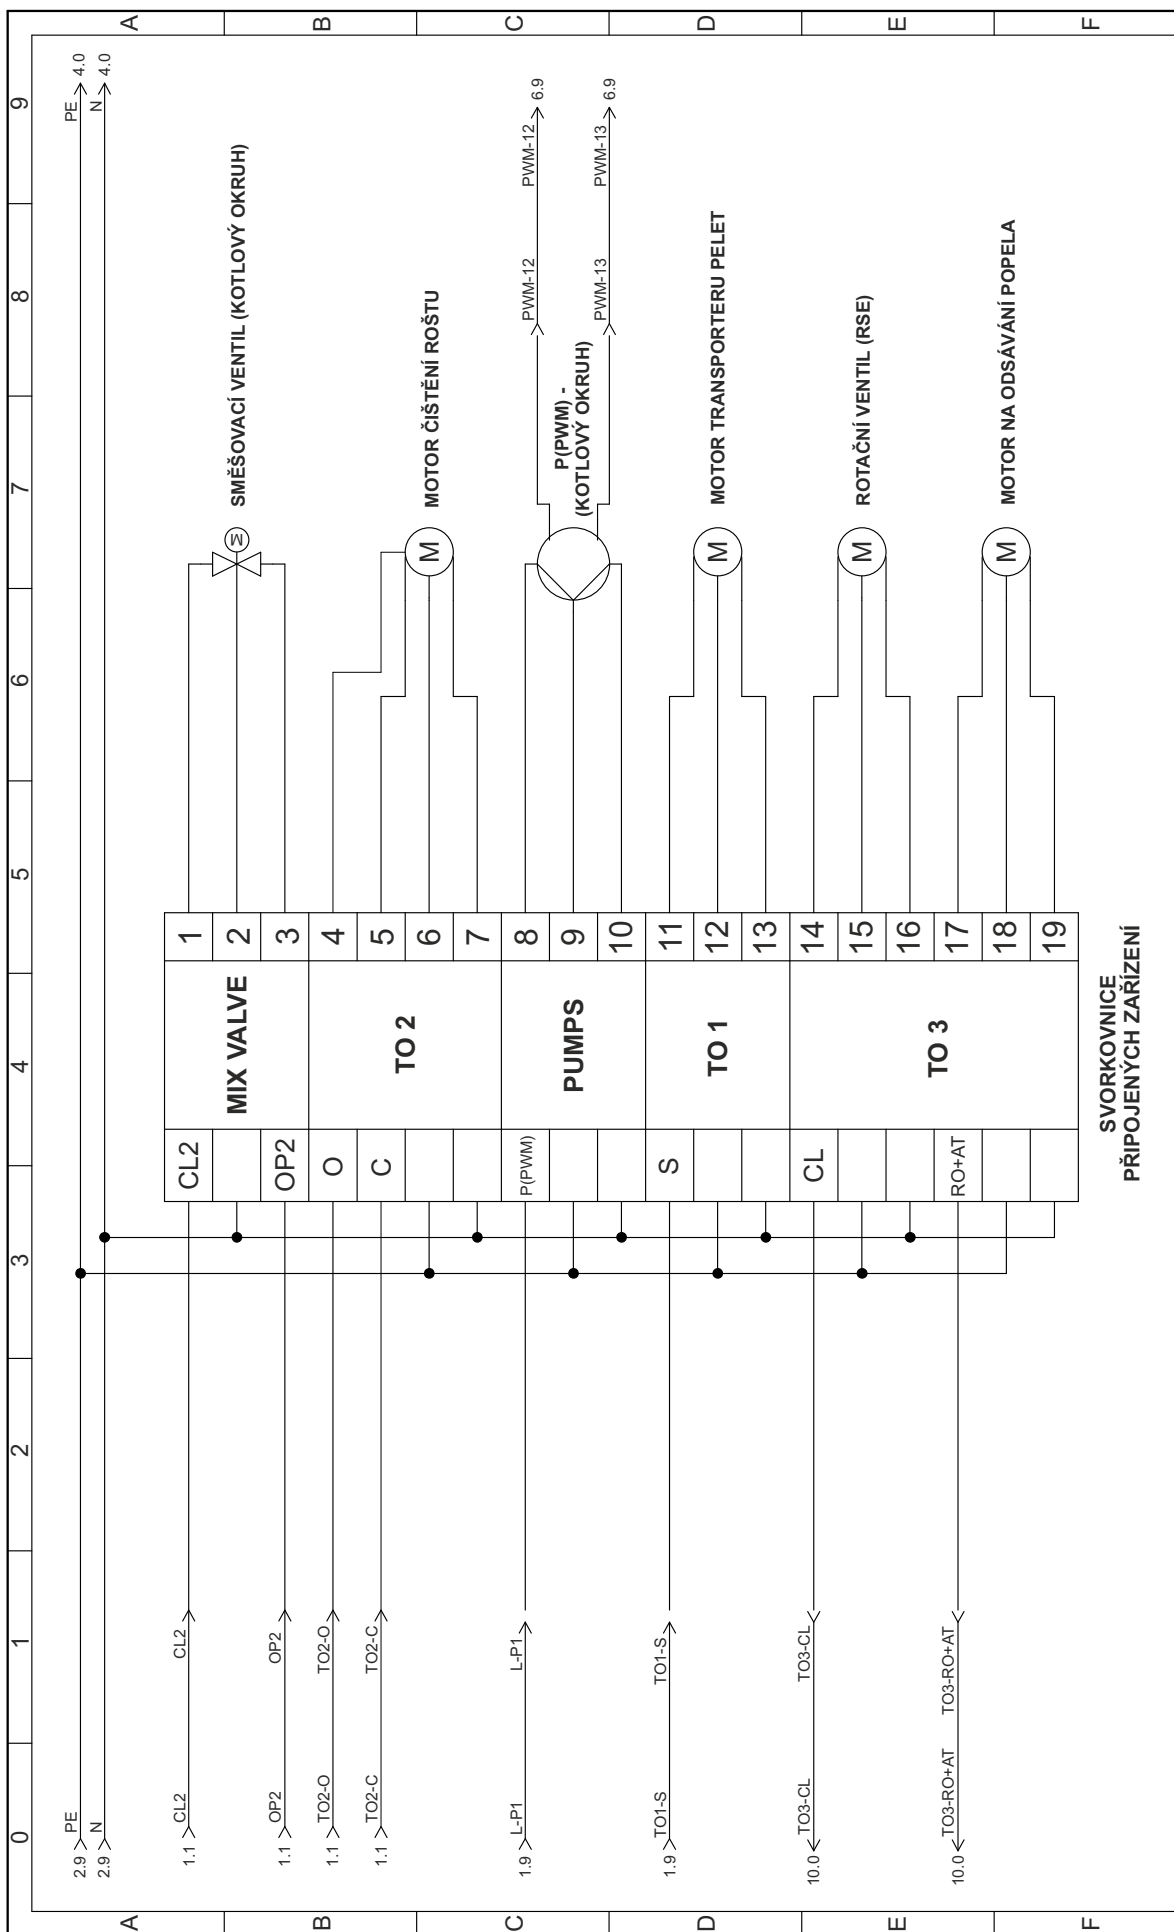 0 1 2 3 4 5 6 7 8 9
A A
2.9 PE PE 4.0
2.9 N N 4.0
1.1 CL2 CL2 CL2 1
MIX VALVE
2 M SMĚŠOVACÍ VENTIL (KOTLOVÝ OKRUH)
1.1 OP2 OP2 OP2 3
B B
1.1 TO2-O TO2-O O 4
1.1 TO2-C TO2-C C 5
TO 2
6 M MOTOR ČIŠTĚNÍ ROŠTU
7
C C
1.9 L-P1 L-P1 P(PWM) 8
PWM-12 PWM-12 6.9
PUMPS
9 P(PWM) -
(KOTLOVÝ OKRUH)
PWM-13 PWM-13 6.9
10
D D
1.9 TO1-S TO1-S S 11
TO 1
12 M MOTOR TRANSPORTERU PELET
13
E E
10.0 TO3-CL TO3-CL CL 14
15 M ROTAČNÍ VENTIL (RSE)
16
TO 3
10.0 TO3-RO+AT TO3-RO+AT RO+AT 17
18 M MOTOR NA ODSÁVÁNÍ POPELA
19
F F
SVORKOVNICE
PŘIPOJENÝCH ZAŘÍZENÍ